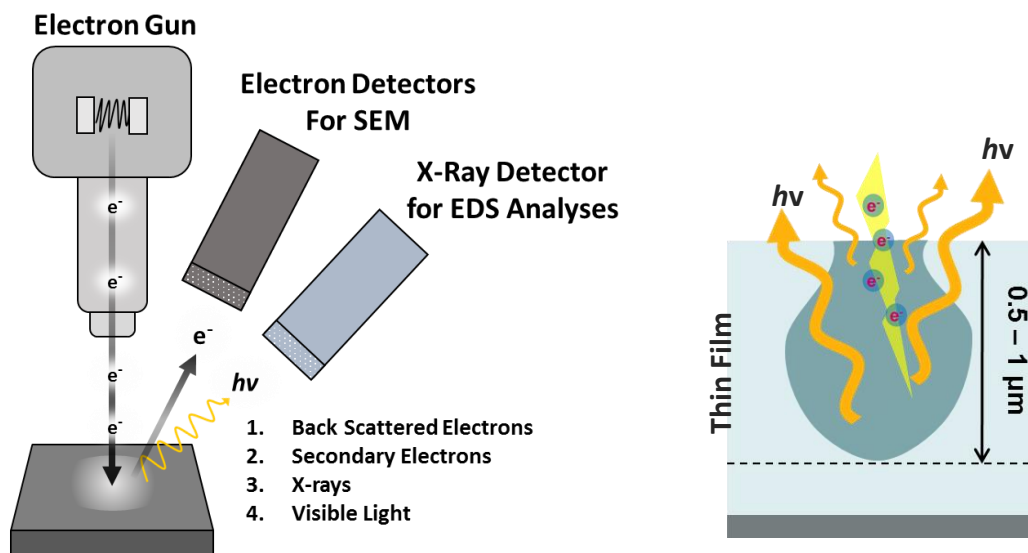 Electron Gun
Electron Detectors
For SEM
X-Ray Detector
for EDS Analyses
e-
e-
e-
e-
e-
hν
1. Back Scattered Electrons
2. Secondary Electrons
3. X-rays
4. Visible Light
hν
hν
e-
e-
e-
e-
Thin Film
0.5 – 1 μm